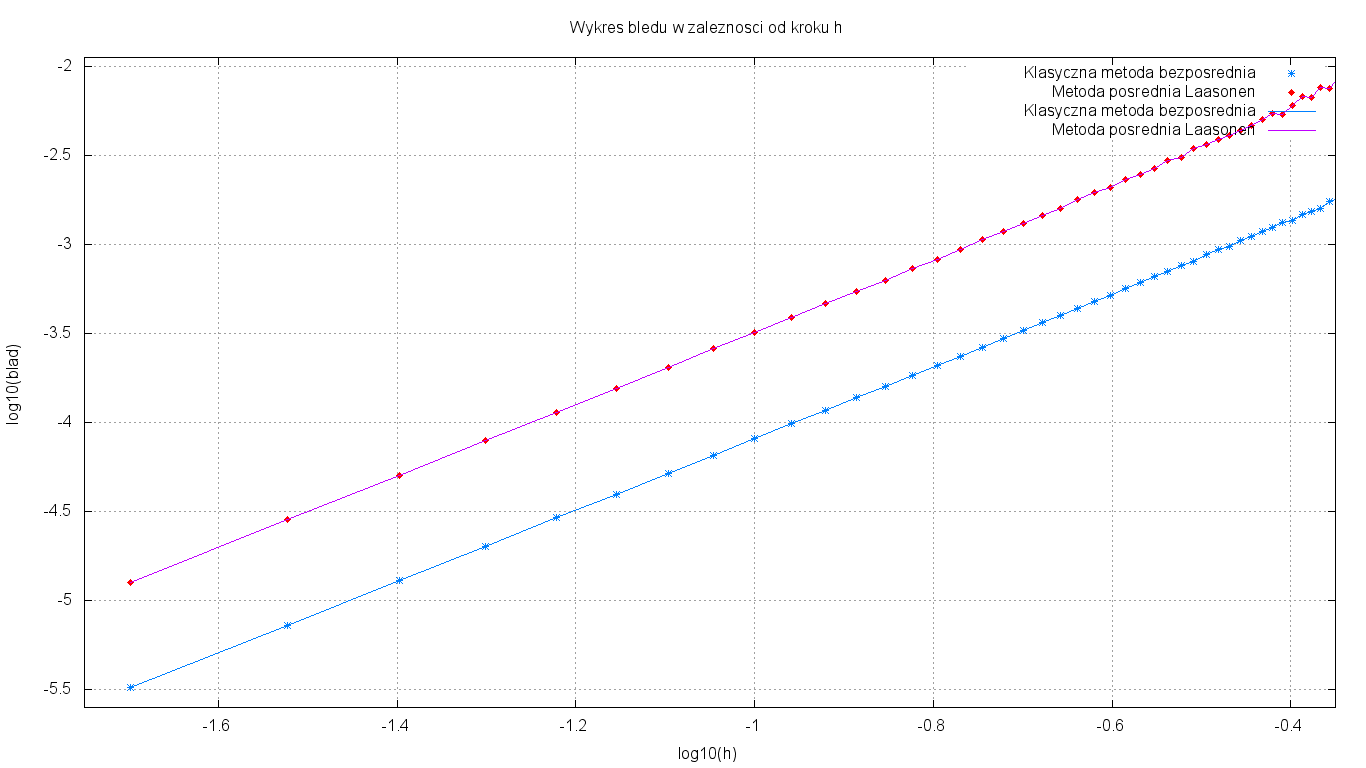 Wykres bledu w zaleznosci od kroku h
-2
-2.5
-3
-3.5
-4
-4.5
-5
-5.5
log10(blad)
Klasyczna metoda bezposrednia
Metoda posrednia Laasonen
Klasyczna metoda bezposrednia
Metoda posrednia Laasonen
-1.6
-1.4
-1.2
-1
-0.8
-0.6
-0.4
log10(h)